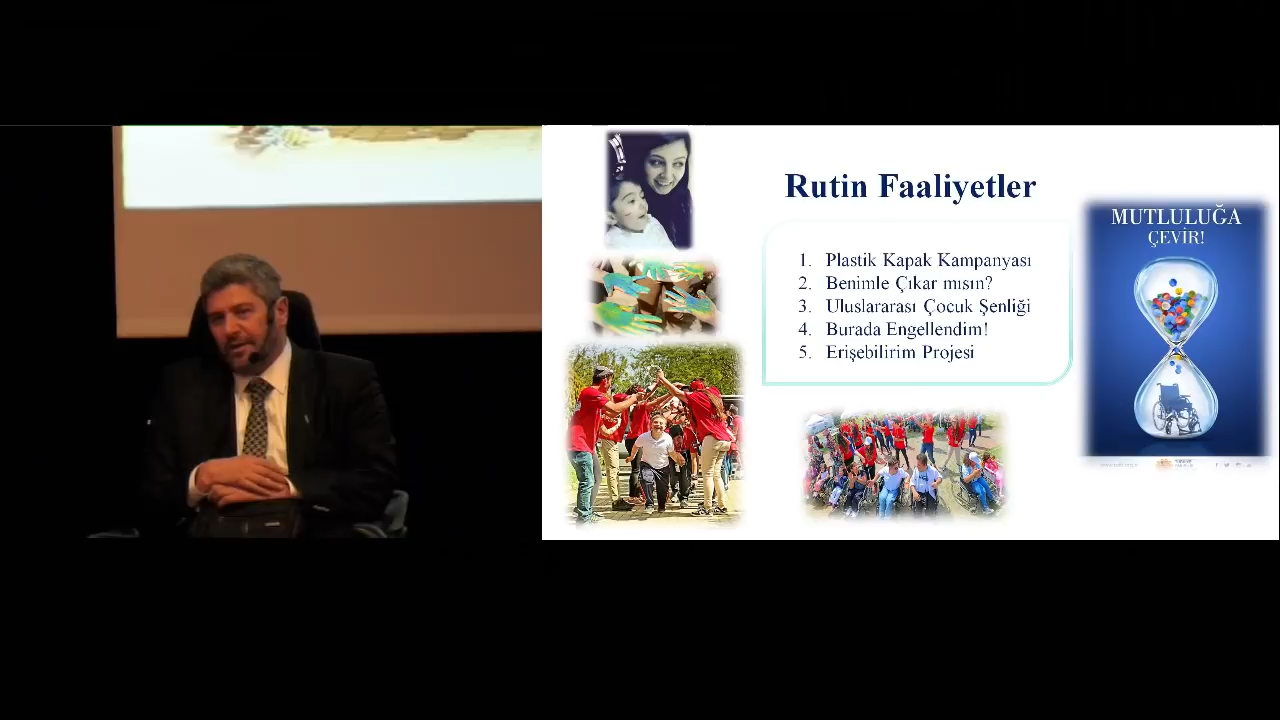 Rutin Faaliyetler
1. Plastik Kapak Kampanyası
2. Benimle Çıkar mısın?
3. Uluslararası Çocuk Şenliği
4. Burada Engellendim!
5. Erişebilirim Projesi
MUTLULUĞA
ÇEVİR!